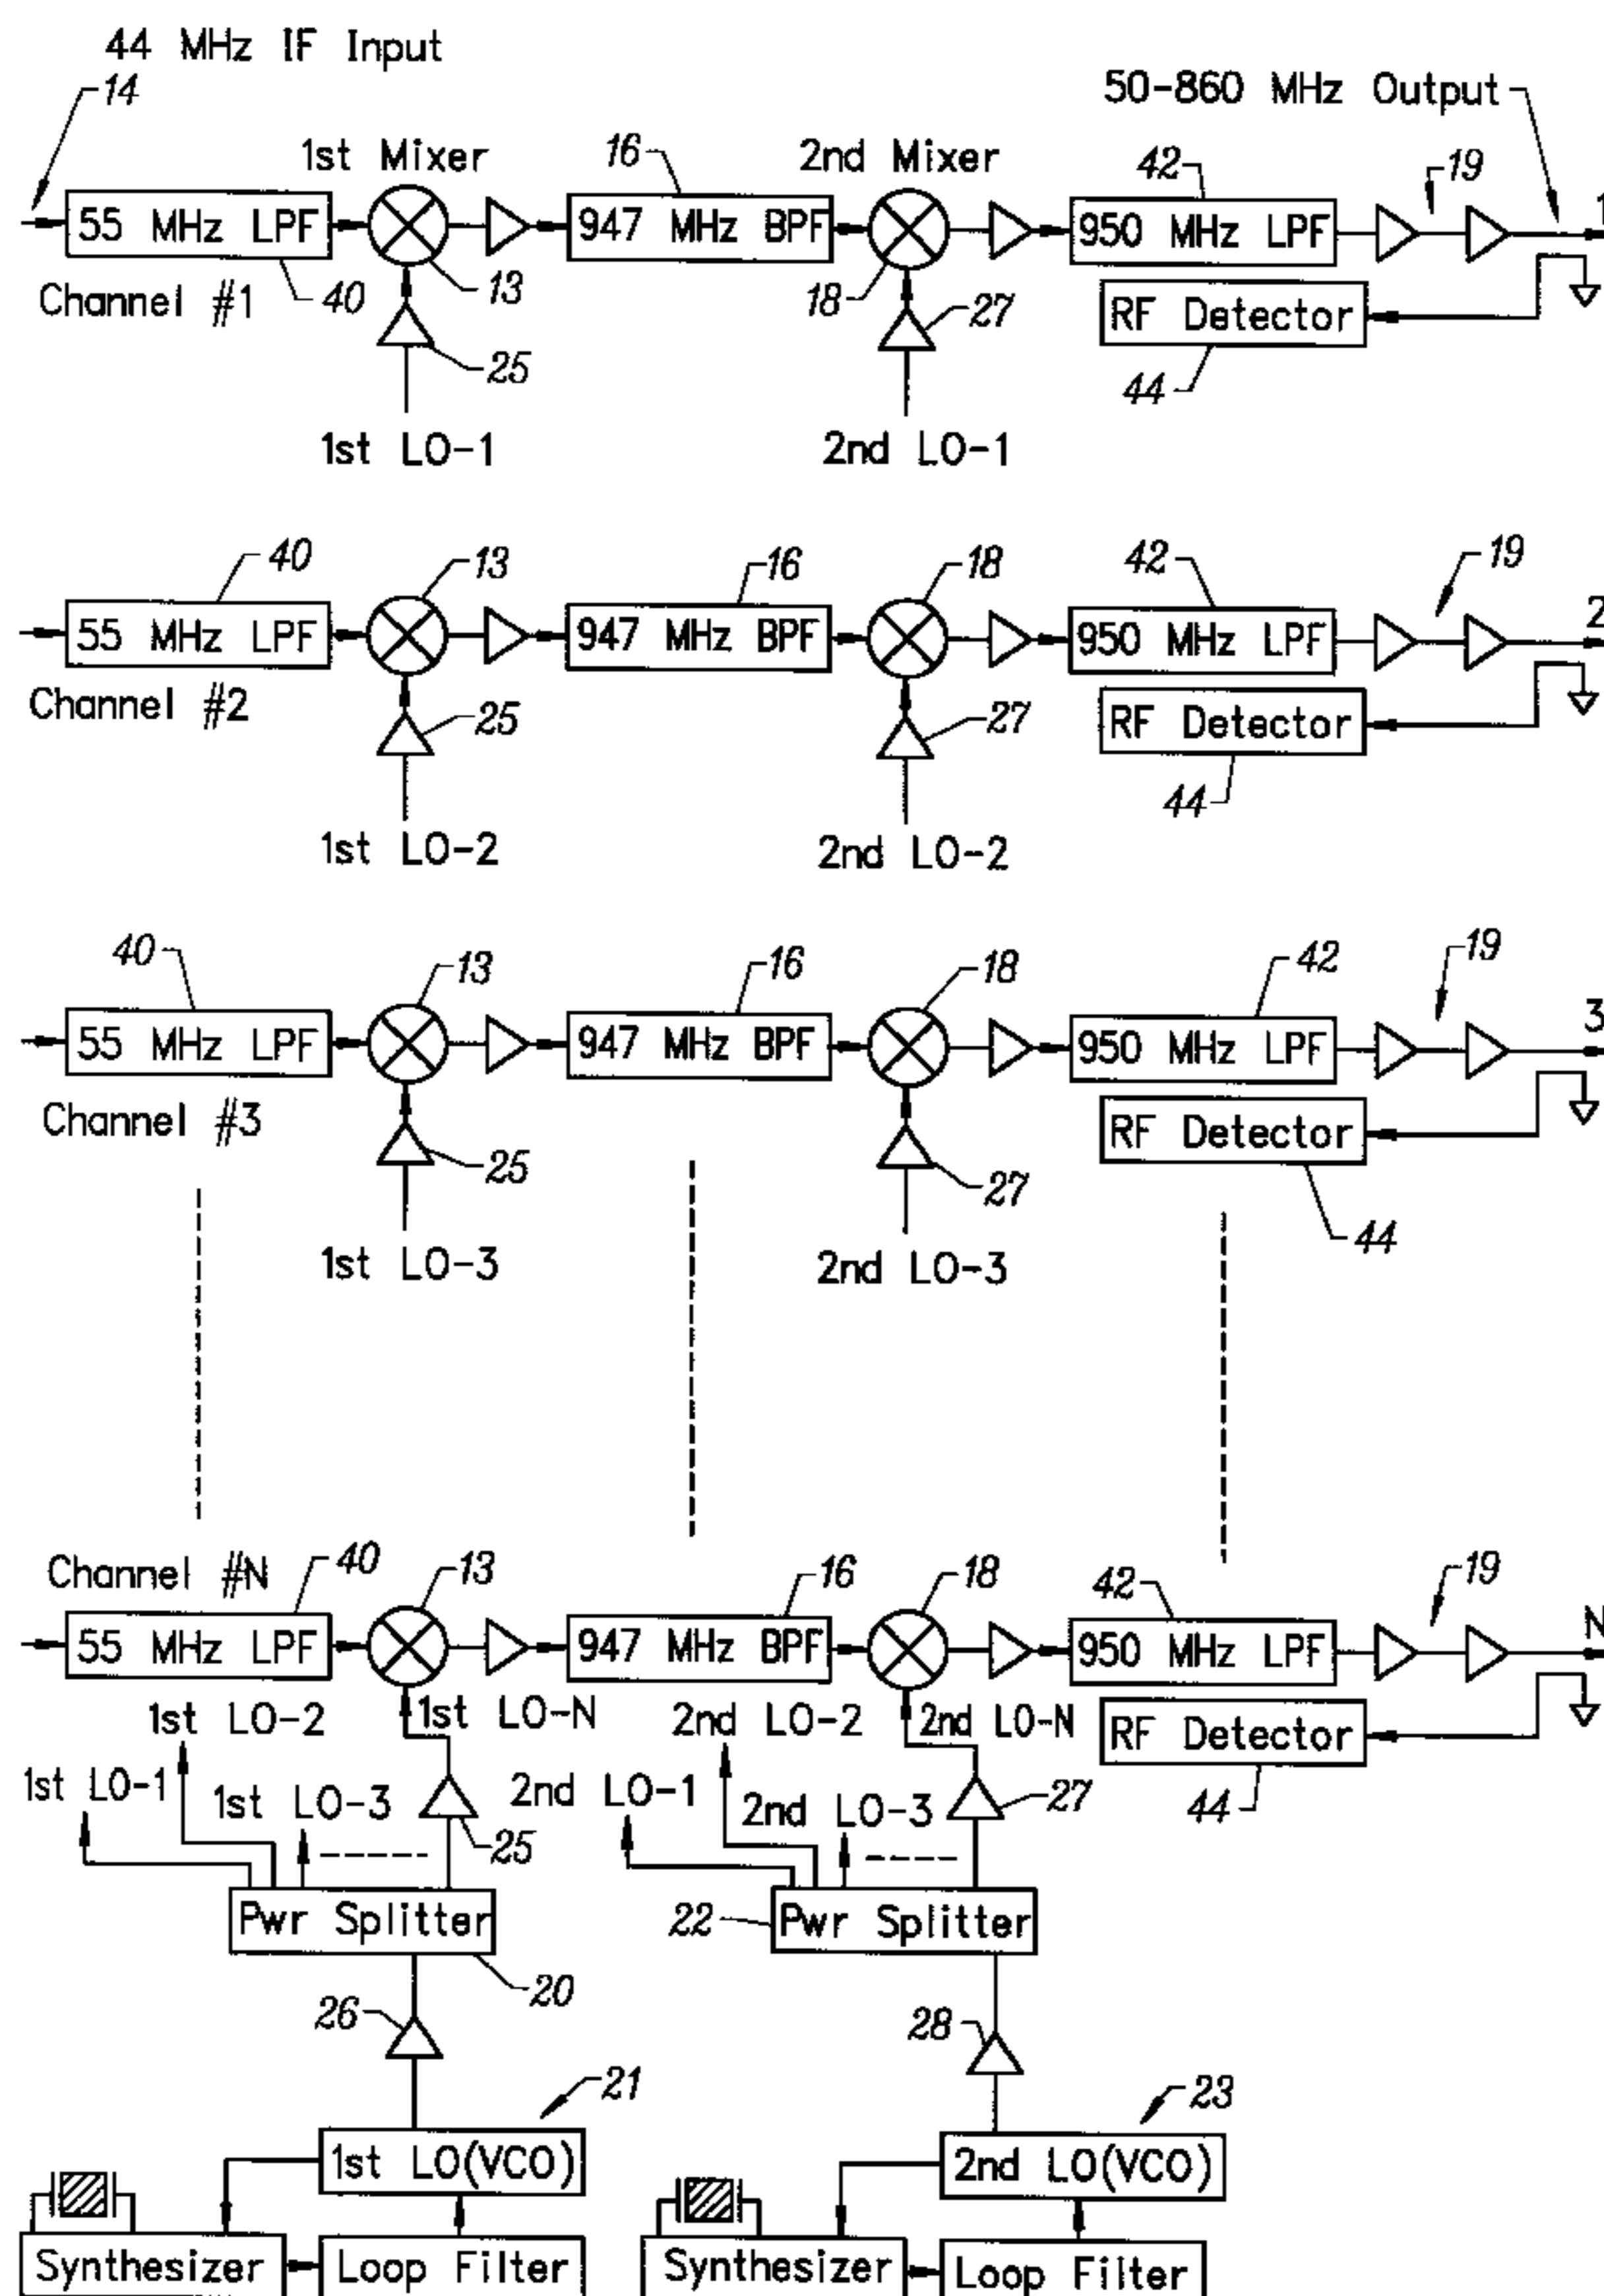 44 MHz IF Input
14
50-860 MHz Output
1st Mixer
16
2nd Mixer
42
19
1
55 MHz LPF
947 MHz BPF
950 MHz LPF
Channel #1
40
13
18
27
RF Detector
25
44
1st LO-1
2nd LO-1
40
13
16
18
42
19
2
55 MHz LPF
947 MHz BPF
950 MHz LPF
Channel #2
25
27
RF Detector
44
1st LO-2
2nd LO-2
40
13
16
18
42
19
3
55 MHz LPF
947 MHz BPF
950 MHz LPF
Channel #3
25
27
RF Detector
44
1st LO-3
2nd LO-3
Channel #N
40
13
16
18
42
19
N
55 MHz LPF
947 MHz BPF
950 MHz LPF
1st LO-2
1st LO-N
2nd LO-2
2nd LO-N
RF Detector
1st LO-1
1st LO-3
2nd LO-1
2nd LO-3
27
44
25
Pwr Splitter
22
Pwr Splitter
20
26
28
21
23
1st LO(VCO)
2nd LO(VCO)
Synthesizer
Loop Filter
Synthesizer
Loop Filter